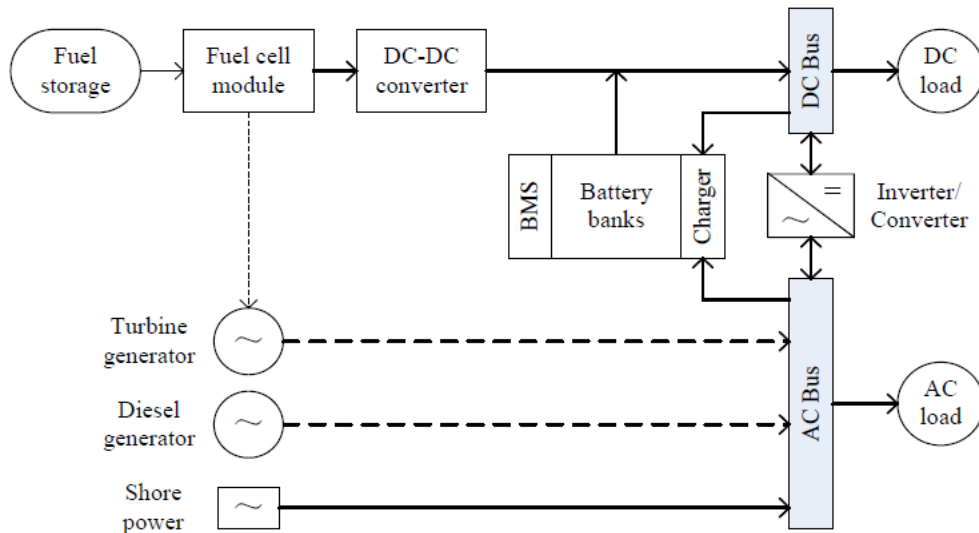 Fuel
storage
Fuel cell
module
DC-DC
converter
DC Bus
DC
load
BMS
Battery
banks
Charger
=
~
Inverter/
Converter
Turbine
generator
~
Diesel
generator
~
Shore
power
~
AC Bus
AC
load